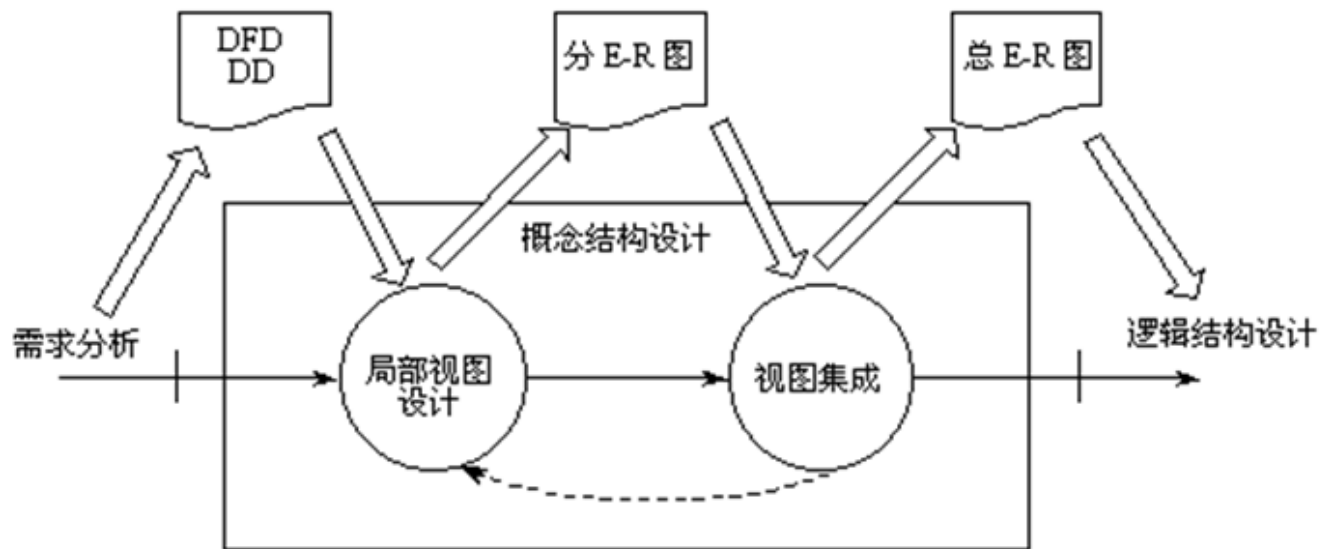 DFD
DD
分 E-R 图
总 E-R 图
概念结构设计
需求分析
逻辑结构设计
局部视图
设计
视图集成